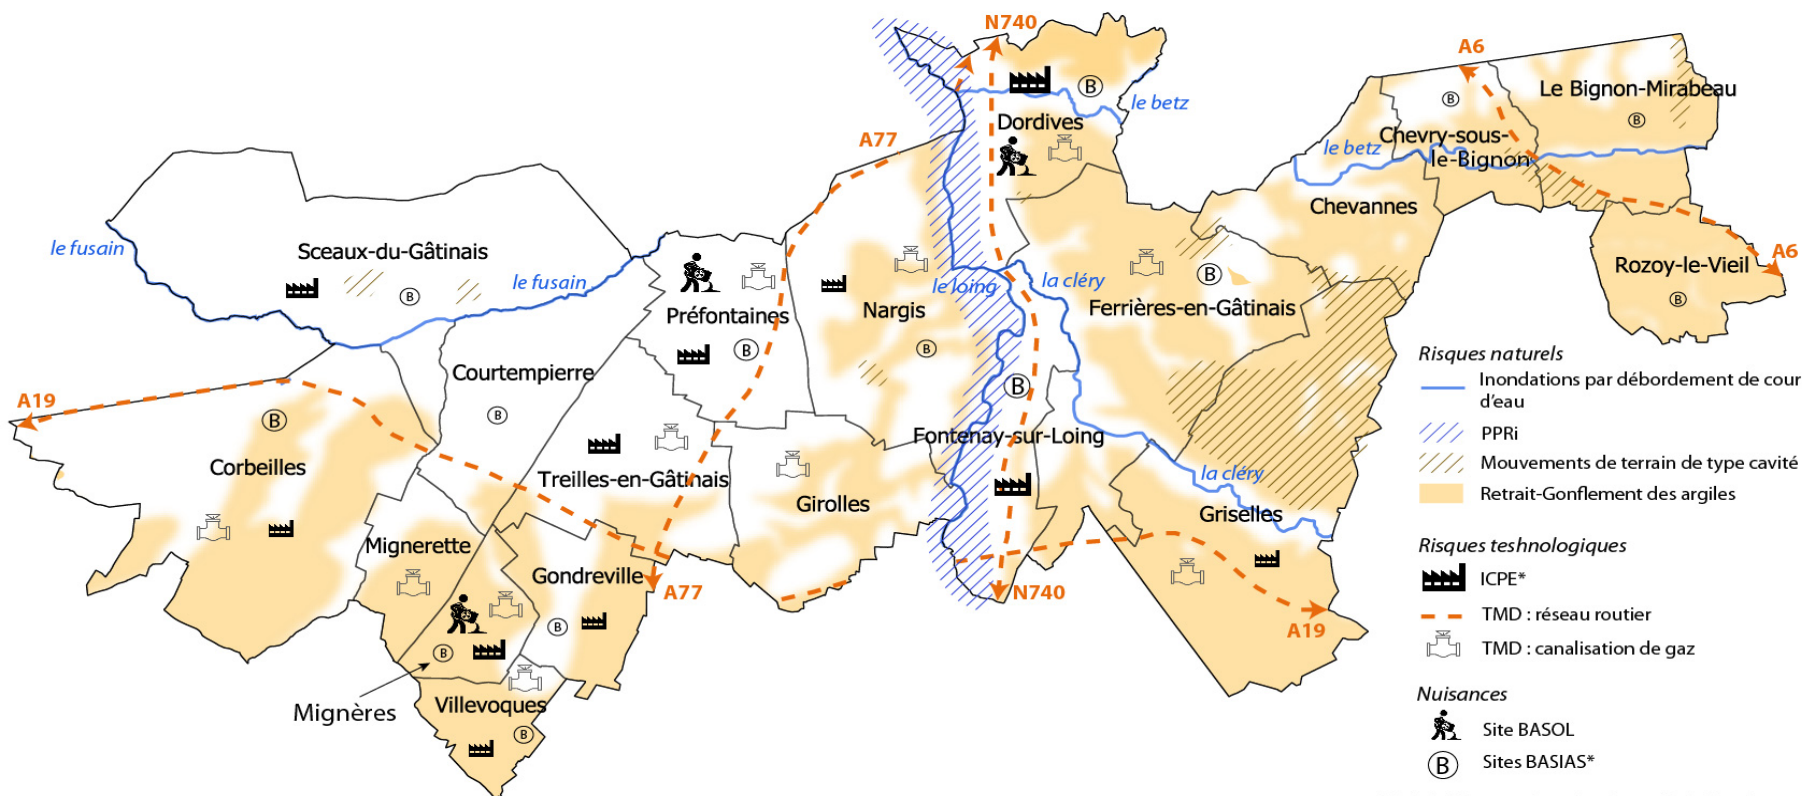 N740
A6
le betz
Le Bignon-Mirabeau
B
B
B
Dordives
A77
Chevry-sous-
le-Bignon
le betz
Chevannes
le fusain
Sceaux-du-Gâtinais
le fusain
B
Préfontaines
B
Nargis
B
le loing
la cléry
Ferrières-en-Gâtinais
B
Rozoy-le-Vieil
B
A6
A19
Courtempierre
B
B
Corbeilles
Treilles-en-Gâtinais
Girolles
B
Fontenay-sur-Loing
la cléry
Griselles
Mignerette
Gondreville
A77
N740
A19
B
B
Mignères
Villevoques
B
Risques naturels
Inondations par débordement de cour
d'eau
PPRi
Mouvements de terrain de type cavité
Retrait-Gonflement des argiles
Risques teshnologiques
ICPE*
TMD : réseau routier
TMD : canalisation de gaz
Nuisances
Site BASOL
B
Sites BASIAS*